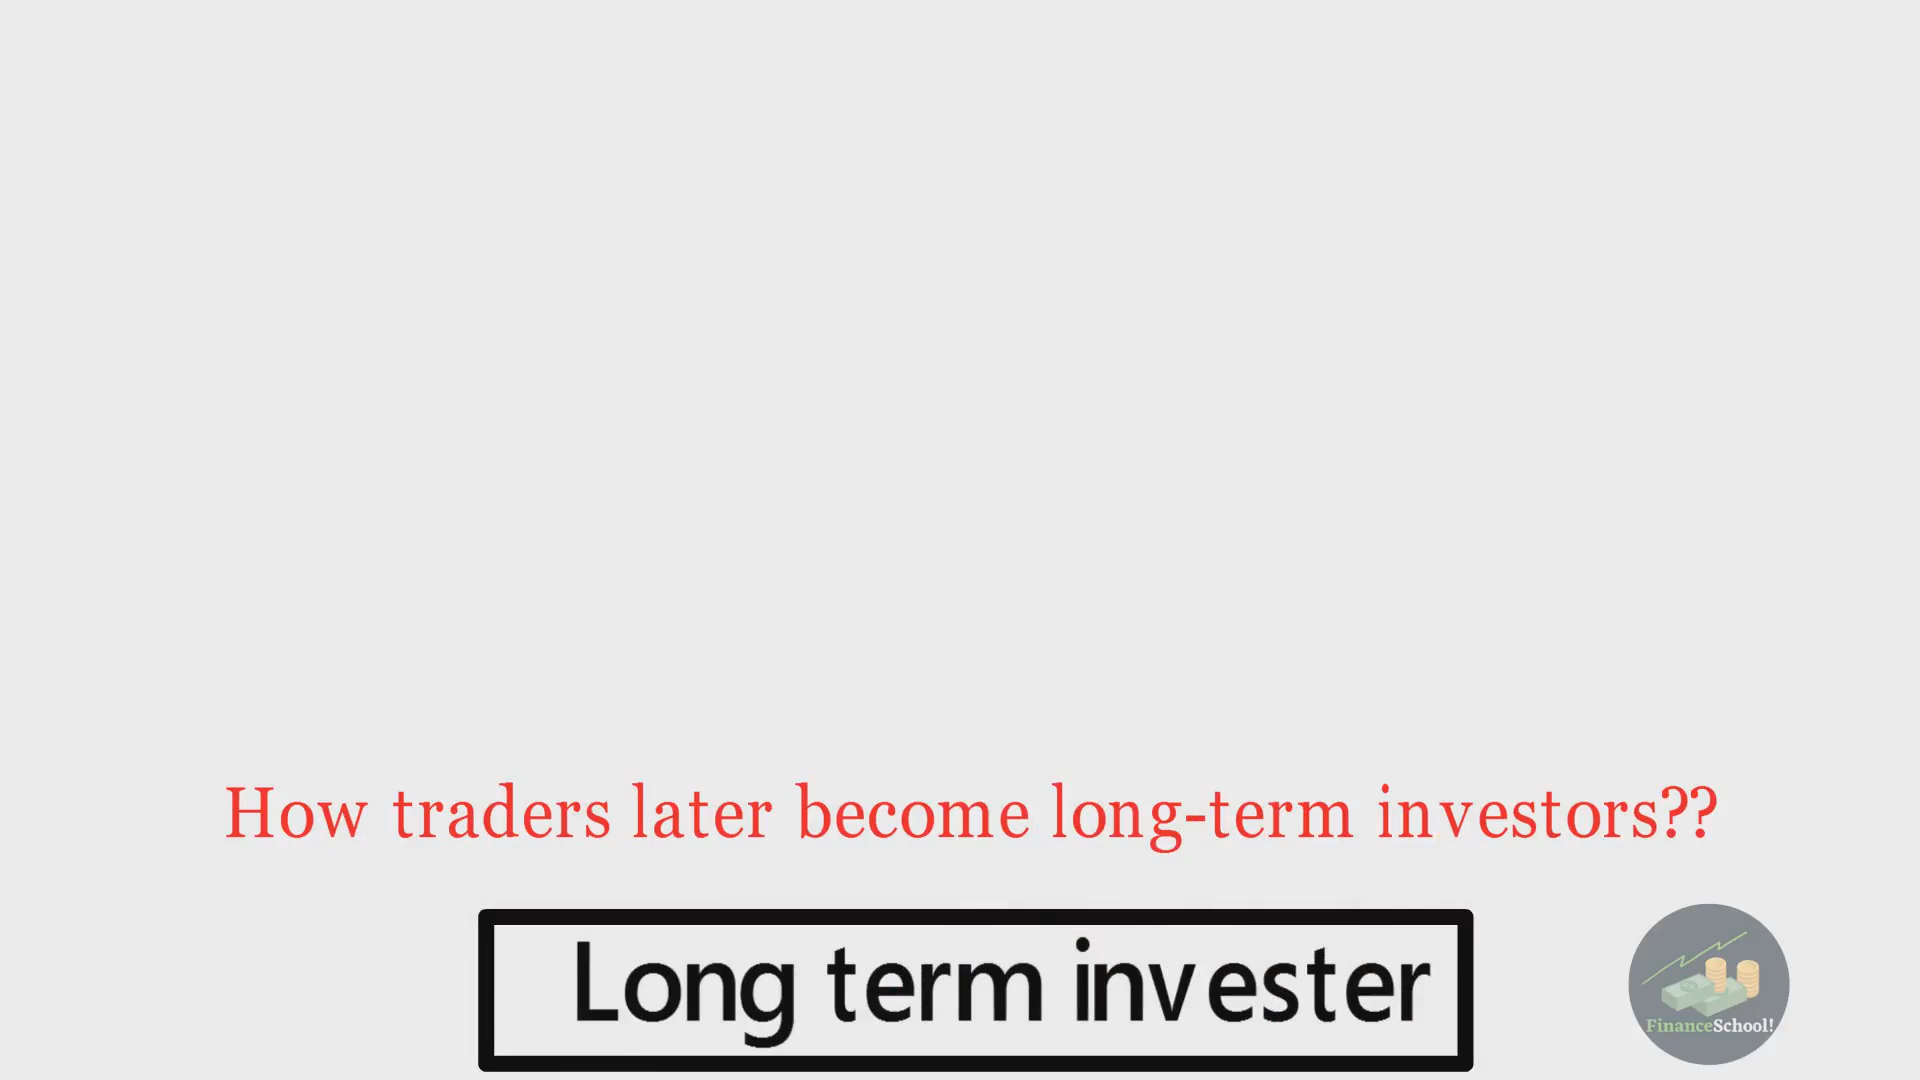 How traders later become long-term investors??
Long term invester
FinanceSchool!